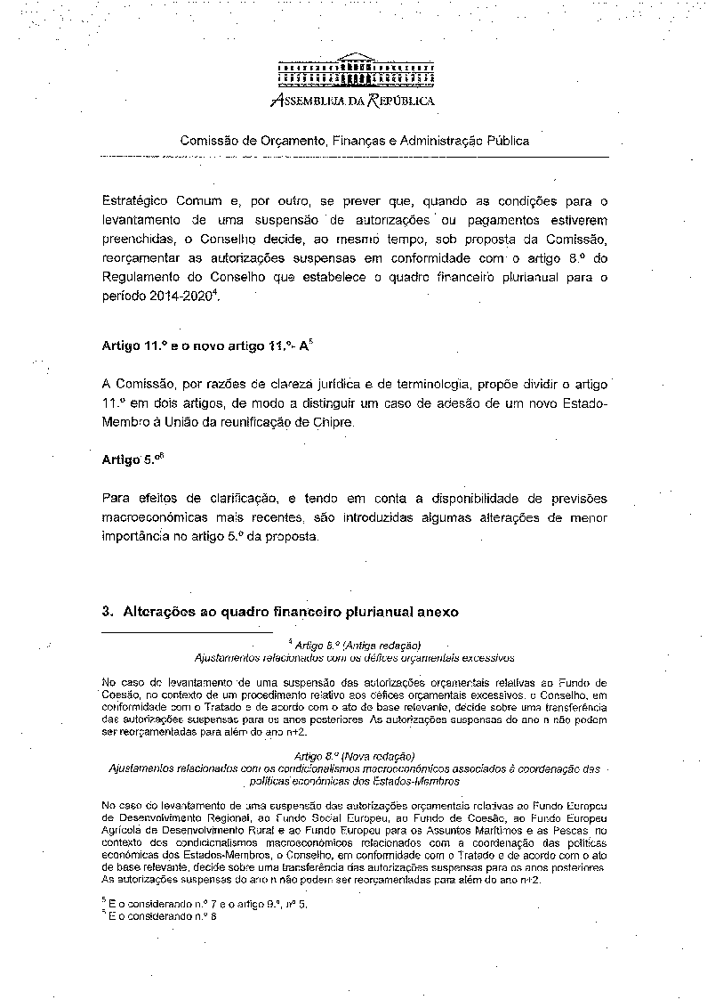 ASSEMBLEIA DA REPÚBLICA
Comissão de Orçamento, Finanças e Administração Pública
Estratégico Comum e, por outro, se prever que, quando as condições para o
levantamento de uma suspensão de autorizações ou pagamentos estiverem
preenchidas, o Conselho decide, ao mesmo tempo, sob proposta da Comissão,
reorçamentar as autorizações suspensas em conformidade com o artigo 8.º do
Regulamento do Conselho que estabelece o quadro financeiro plurianual para o
período 2014-2020⁴.
Artigo 11.º e o novo artigo 11.º- A⁵
A Comissão, por razões de clareza jurídica e de terminologia, propõe dividir o artigo
11.º em dois artigos, de modo a distinguir um caso de adesão de um novo Estado-
Membro à União da reunificação de Chipre.
Artigo 5.º⁶
Para efeitos de clarificação, e tendo em conta a disponibilidade de previsões
macroeconómicas mais recentes, são introduzidas algumas alterações de menor
importância no artigo 5.º da proposta.
3. Alterações ao quadro financeiro plurianual anexo
⁴ Artigo 8.º (Antiga redação)
Ajustamentos relacionados com os défices orçamentais excessivos
No caso do levantamento de uma suspensão das autorizações orçamentais relativas ao Fundo de
Coesão, no contexto de um procedimento relativo aos défices orçamentais excessivos, o Conselho, em
conformidade com o Tratado e de acordo com o ato de base relevante, decide sobre uma transferência
das autorizações suspensas para os anos posteriores. As autorizações suspensas do ano n não podem
ser reorçamentadas para além do ano n+2.
Artigo 8.º (Nova redação)
Ajustamentos relacionados com os condicionalismos macroeconómicos associados à coordenação das
políticas económicas dos Estados-Membros
No caso do levantamento de uma suspensão das autorizações orçamentais relativas ao Fundo Europeu
de Desenvolvimento Regional, ao Fundo Social Europeu, ao Fundo de Coesão, ao Fundo Europeu
Agrícola de Desenvolvimento Rural e ao Fundo Europeu para os Assuntos Marítimos e as Pescas, no
contexto dos condicionalismos macroeconómicos relacionados com a coordenação das políticas
económicas dos Estados-Membros, o Conselho, em conformidade com o Tratado e de acordo com o ato
de base relevante, decide sobre uma transferência das autorizações suspensas para os anos posteriores.
As autorizações suspensas do ano n não podem ser reorçamentadas para além do ano n+2.
⁵ E o considerando n.º 7 e o artigo 9.º, nº 5.
⁶ E o considerando n.º 8